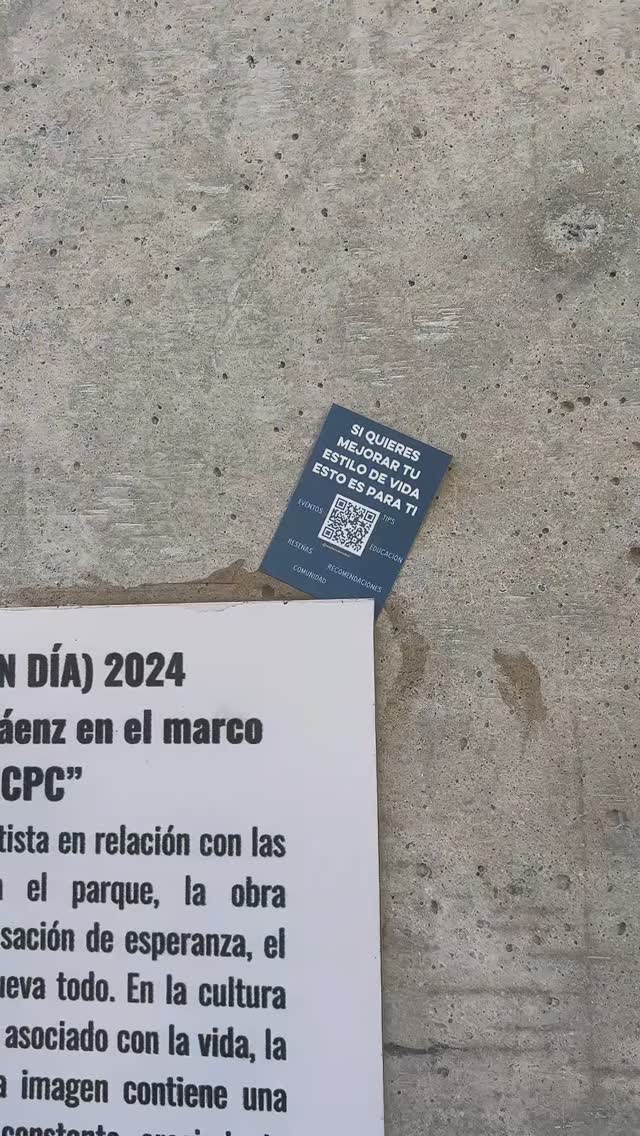 SI QUIERES
MEJORAR TU
ESTILO DE VIDA
ESTO ES PARA TI
EVENTOS
TIPS
RESEÑAS
EDUCACIÓN
COMUNIDAD
RECOMENDACIONES
N DÍA) 2024
áenz en el marco
CPC”
tista en relación con las
el parque, la obra
sación de esperanza, el
ueva todo. En la cultura
asociado con la vida, la
a imagen contiene una